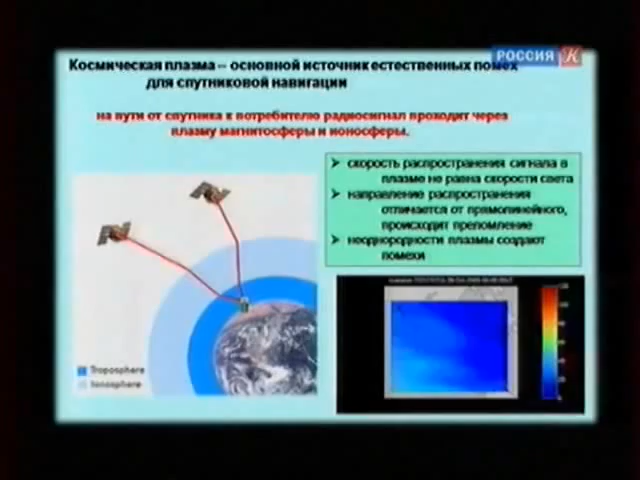 Космическая плазма – основной источник естественных помех
для спутниковой навигации
РОССИЯ К
на пути от спутника к потребителю радиосигнал проходит через
плазму магнитосферы и ионосферы.
скорость распространения сигнала в
плазме не равна скорости света
направление распространения
отличается от прямолинейного,
происходит преломление
неоднородности плазмы создают
помехи
Troposphere
Ionosphere